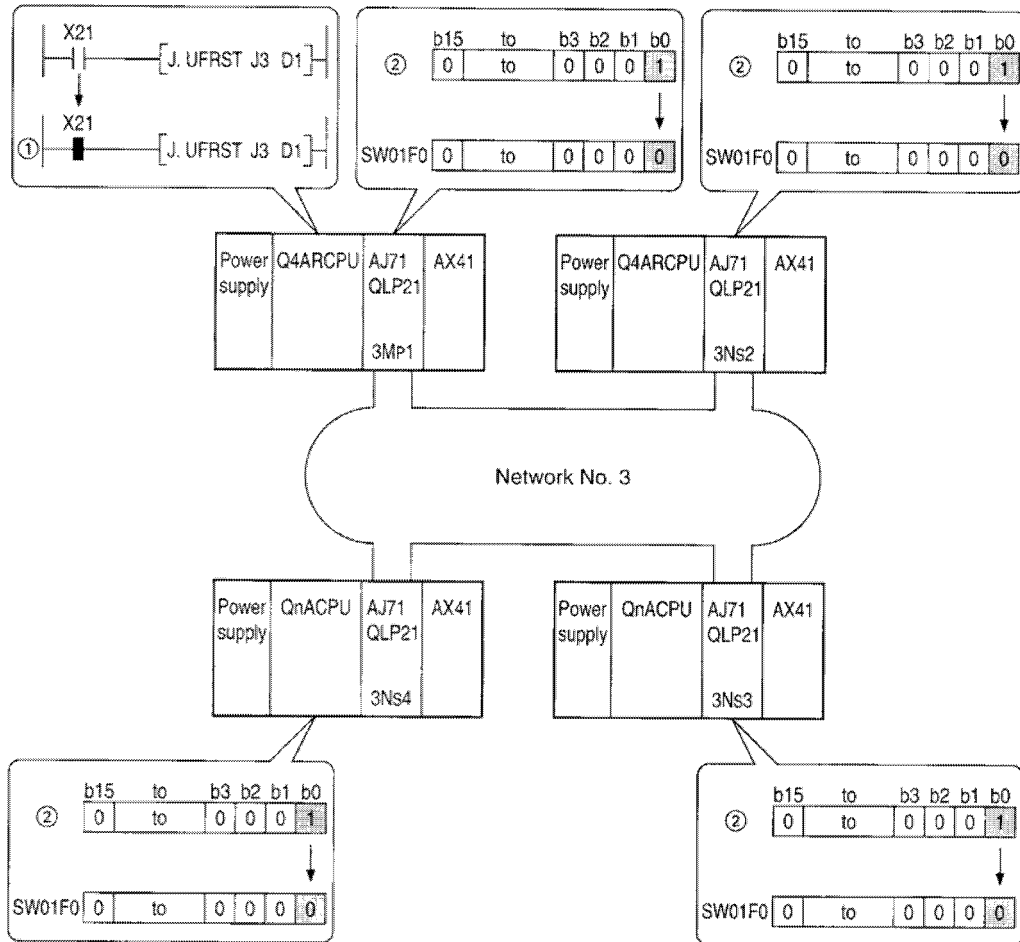 X21
[J. UFRST J3 D1]
X21
① [J. UFRST J3 D1]
b15 to b3 b2 b1 b0
② 0 to 0 0 0 1
SW01F0 0 to 0 0 0 0
b15 to b3 b2 b1 b0
② 0 to 0 0 0 1
SW01F0 0 to 0 0 0 0
Power supply
Q4ARCPU
AJ71
QLP21
3MP1
AX41
Power supply
Q4ARCPU
AJ71
QLP21
3NS2
AX41
Network No. 3
Power supply
QnACPU
AJ71
QLP21
3NS4
AX41
Power supply
QnACPU
AJ71
QLP21
3NS3
AX41
b15 to b3 b2 b1 b0
② 0 to 0 0 0 1
SW01F0 0 to 0 0 0 0
b15 to b3 b2 b1 b0
② 0 to 0 0 0 1
SW01F0 0 to 0 0 0 0